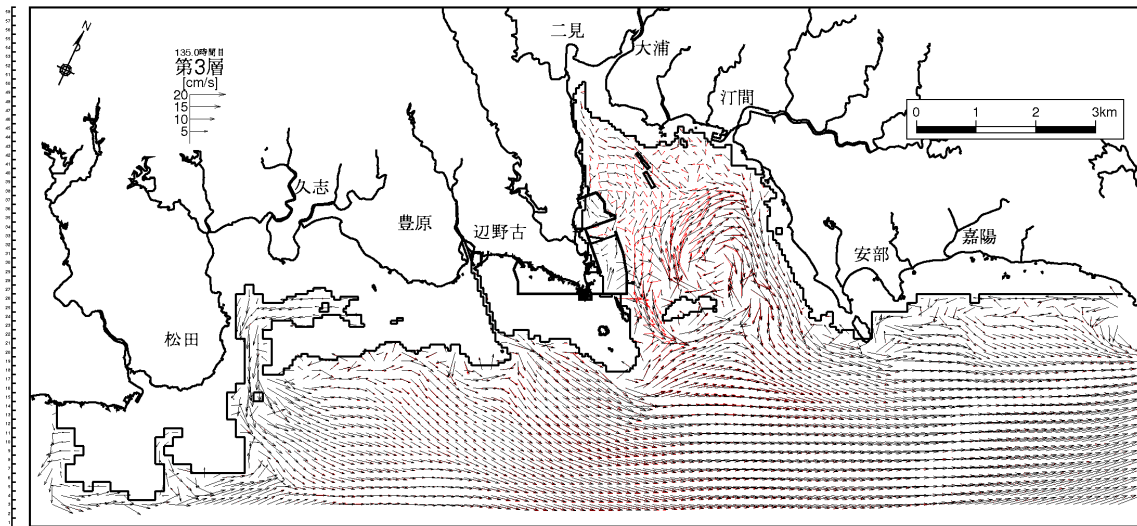 N
135.0時間目
第3層
[cm/s]
20
15
10
5
二見
大浦
汀間
0 1 2 3km
久志
豊原
辺野古
安部
嘉陽
松田